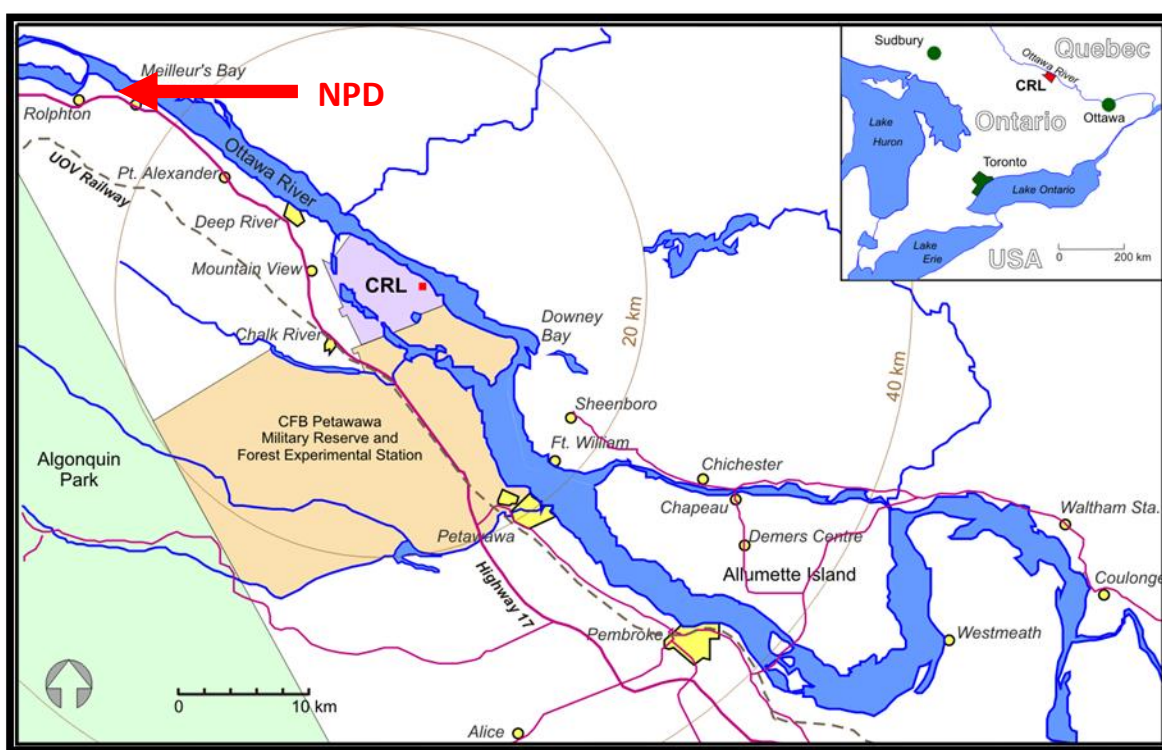 Meilleur's Bay
NPD
Rolphton
UOV Railway
Pt. Alexander
Ottawa River
Deep River
Mountain View
CRL
Chalk River
Downey
Bay
20 km
40 km
Sheenboro
CFB Petawawa
Military Reserve and
Forest Experimental Station
Ft. William
Algonquin
Park
Chichester
Chapeau
Waltham Sta.
Petawawa
Demers Centre
Allumette Island
Highway 17
Coulonge
Pembroke
Westmeath
0
10 km
Alice
Sudbury
Quebec
Ottawa River
CRL
Ottawa
Ontario
Lake
Huron
Toronto
Lake Ontario
Lake
Erie
USA
0
200 km